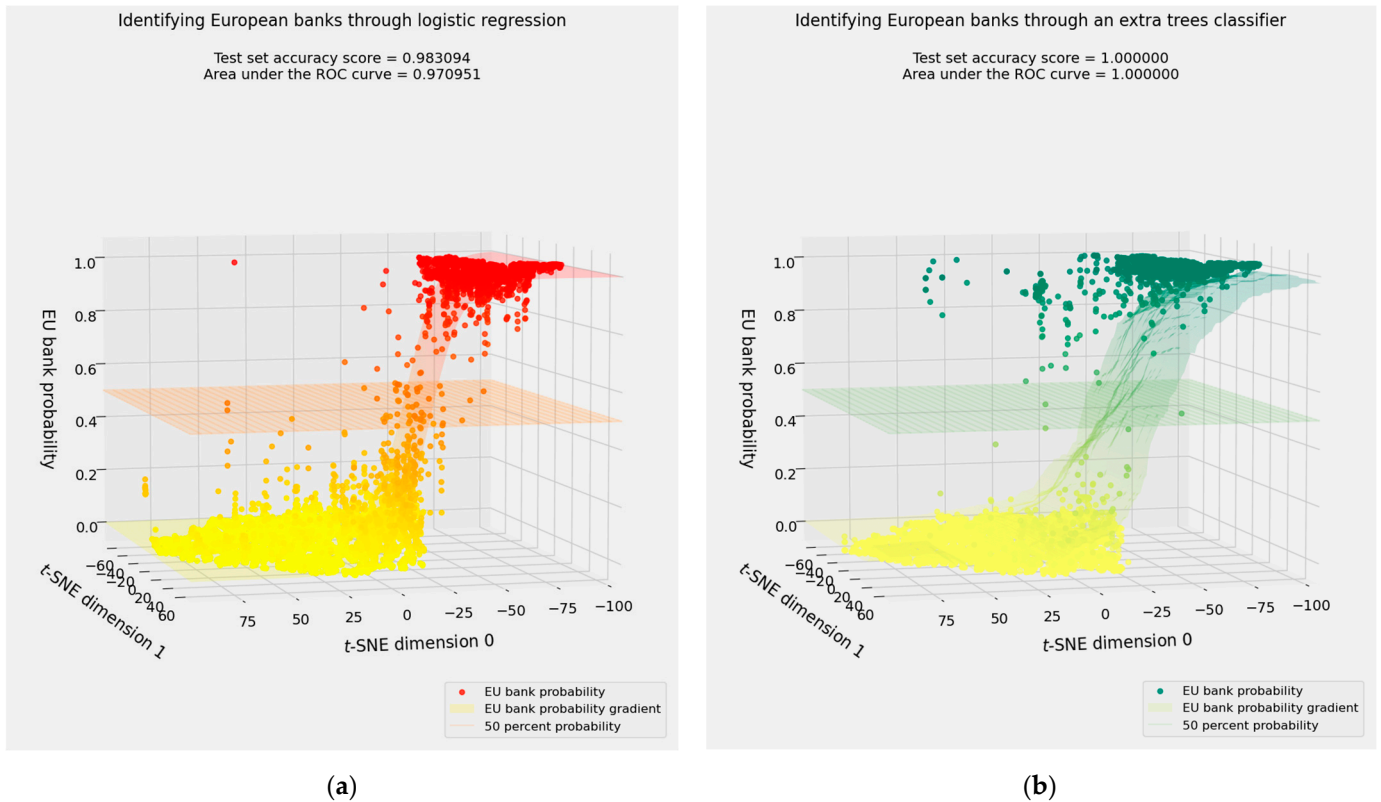 Identifying European banks through logistic regression
Test set accuracy score = 0.983094
Area under the ROC curve = 0.970951
EU bank probability
1.0
0.8
0.6
0.4
0.2
0.0
−60
−40
−20
0
20
40
60
t-SNE dimension 1
75
50
25
0
−25
−50
−75
−100
t-SNE dimension 0
EU bank probability
EU bank probability gradient
50 percent probability
(a)
Identifying European banks through an extra trees classifier
Test set accuracy score = 1.000000
Area under the ROC curve = 1.000000
EU bank probability
1.0
0.8
0.6
0.4
0.2
0.0
−60
−40
−20
0
20
40
60
t-SNE dimension 1
75
50
25
0
−25
−50
−75
−100
t-SNE dimension 0
EU bank probability
EU bank probability gradient
50 percent probability
(b)